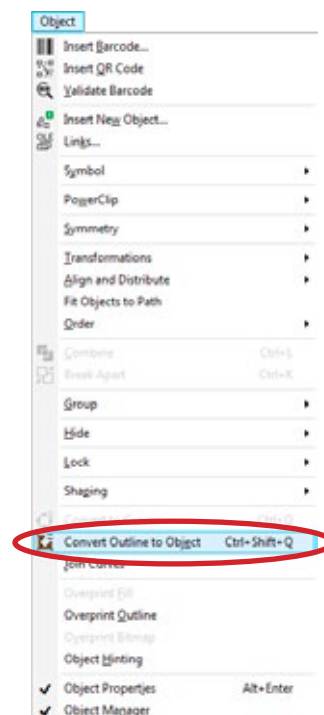 Object
Insert Barcode...
Insert QR Code
Validate Barcode
Insert New Object...
Links...
Symbol
PowerClip
Symmetry
Transformations
Align and Distribute
Fit Objects to Path
Order
Combine Ctrl+L
Break Apart Ctrl+K
Group
Hide
Lock
Shaping
Convert Outline to Object Ctrl+Shift+Q
Join Curves
Overprint Fill
Overprint Outline
Overprint Bitmap
Object Hinting
Object Properties Alt+Enter
Object Manager